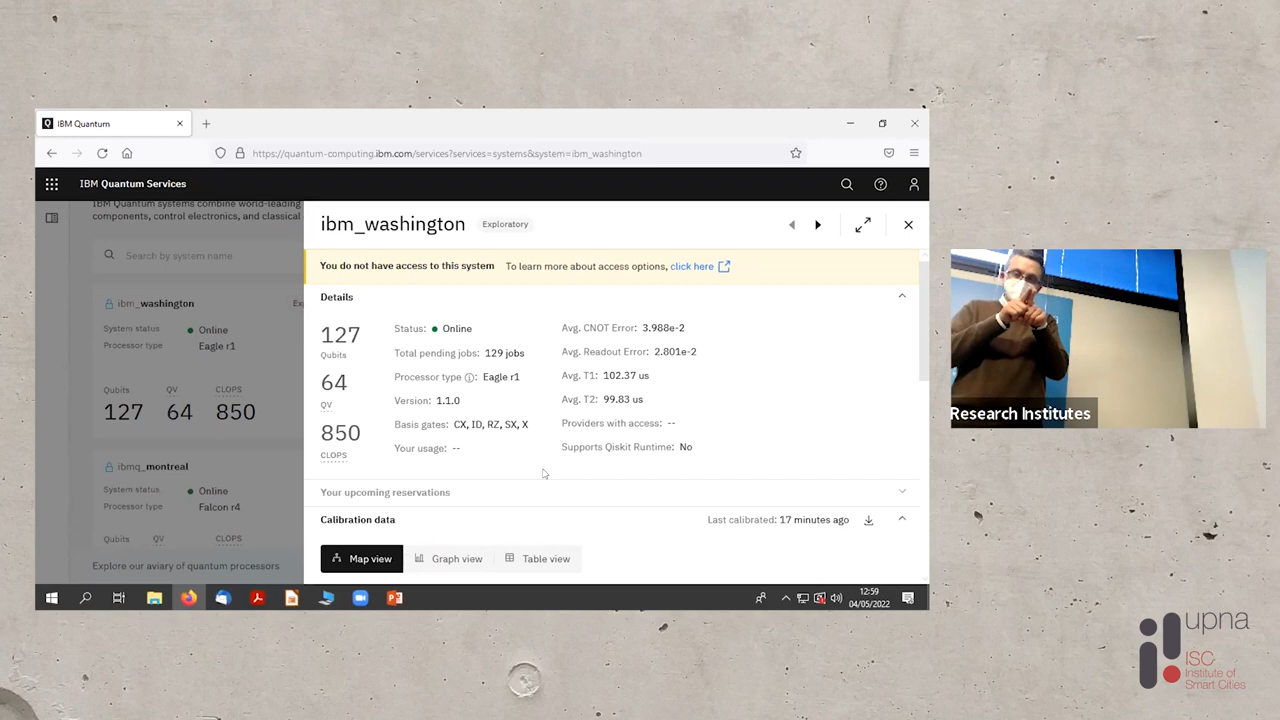 IBM Quantum
https://quantum-computing.ibm.com/services?services=systems&system=ibm_washington
IBM Quantum Services
IBM Quantum systems combine world-leading
components, control electronics, and classical
Search by system name
ibm_washington
System status
Online
Processor type
Eagle r1
Qubits
QV
CLOPS
127
64
850
ibmq_montreal
System status
Online
Processor type
Falcon r4
Qubits
QV
CLOPS
Explore our aviary of quantum processors
ibm_washington
Exploratory
You do not have access to this system
To learn more about access options, click here
Details
127
Qubits
64
QV
850
CLOPS
Status: Online
Total pending jobs: 129 jobs
Processor type Eagle r1
Version: 1.1.0
Basis gates: CX, ID, RZ, SX, X
Your usage: --
Avg. CNOT Error: 3.988e-2
Avg. Readout Error: 2.801e-2
Avg. T1: 102.37 us
Avg. T2: 99.83 us
Providers with access: --
Supports Qiskit Runtime: No
Your upcoming reservations
Calibration data
Last calibrated: 17 minutes ago
Map view
Graph view
Table view
12:59
04/05/2022
Research Institutes
upna
ISC
Institute of
Smart Cities